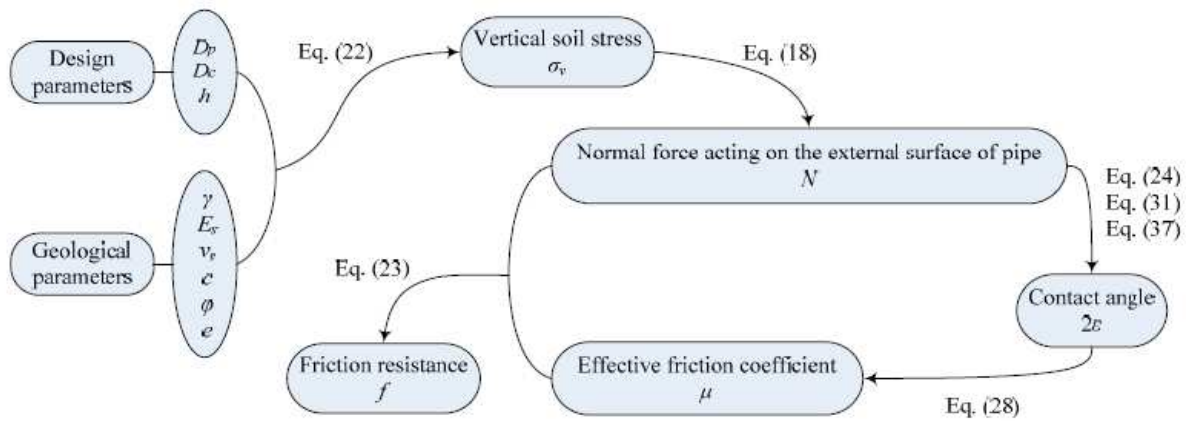 Design
parameters
Dp
Dc
h
Eq. (22)
Vertical soil stress
σv
Eq. (18)
Normal force acting on the external surface of pipe
N
Eq. (24)
Eq. (31)
Eq. (37)
Geological
parameters
γ
Es
νs
c
φ
e
Eq. (23)
Contact angle
2ε
Friction resistance
f
Effective friction coefficient
μ
Eq. (28)